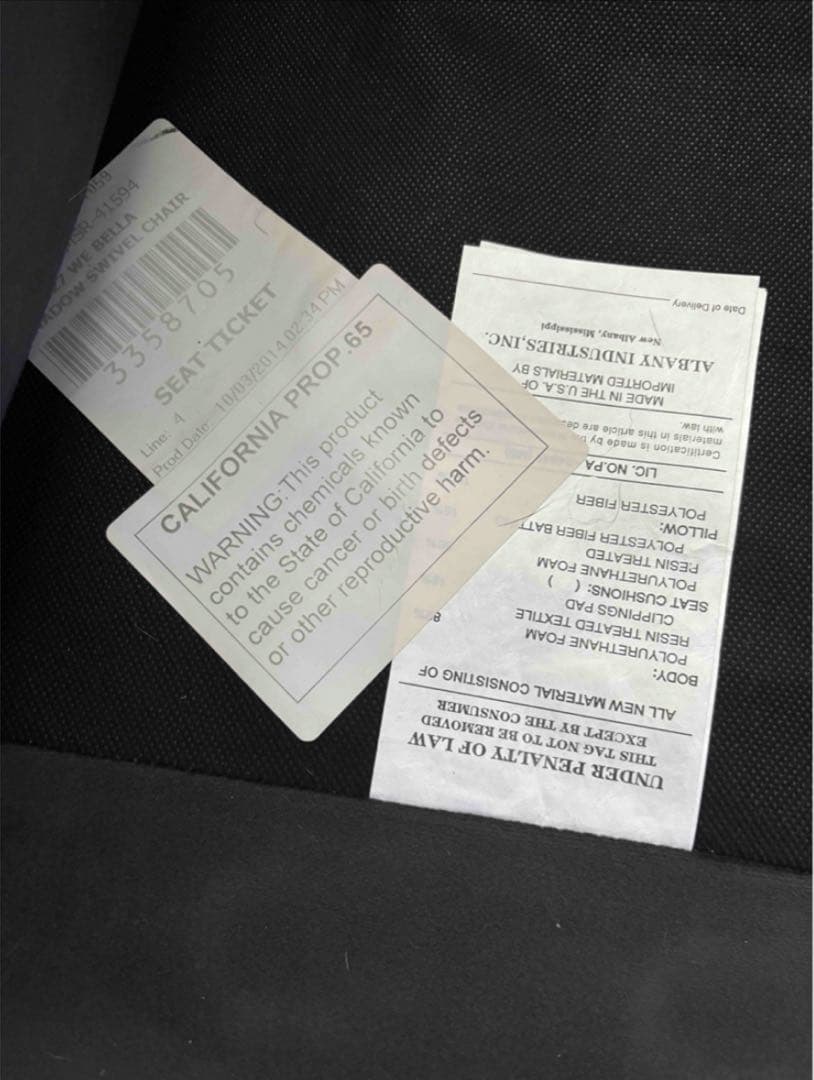 WE BELLA
SWIVEL CHAIR
3358705
SEAT TICKET
Line: 4
Prod Date: 10/03/2014 02:34 PM
CALIFORNIA PROP .65
WARNING:This product
contains chemicals known
to the State of California to
cause cancer or birth defects
or other reproductive harm.
UNDER PENALTY OF LAW
THIS TAG NOT TO BE REMOVED
EXCEPT BY THE CONSUMER
ALL NEW MATERIAL CONSISTING OF
BODY:
POLYURETHANE FOAM
RESIN TREATED TEXTILE
CLIPPINGS PAD
SEAT CUSHIONS: ( )
POLYURETHANE FOAM
RESIN TREATED
POLYESTER FIBER BATT
PILLOW:
POLYESTER FIBER
LIC. NO.PA
Certification is made by the
materials in this article are
with law.
MADE IN THE U.S.A. OF
IMPORTED MATERIALS BY
ALBANY INDUSTRIES,INC.
New Albany, Mississippi
Date of Delivery